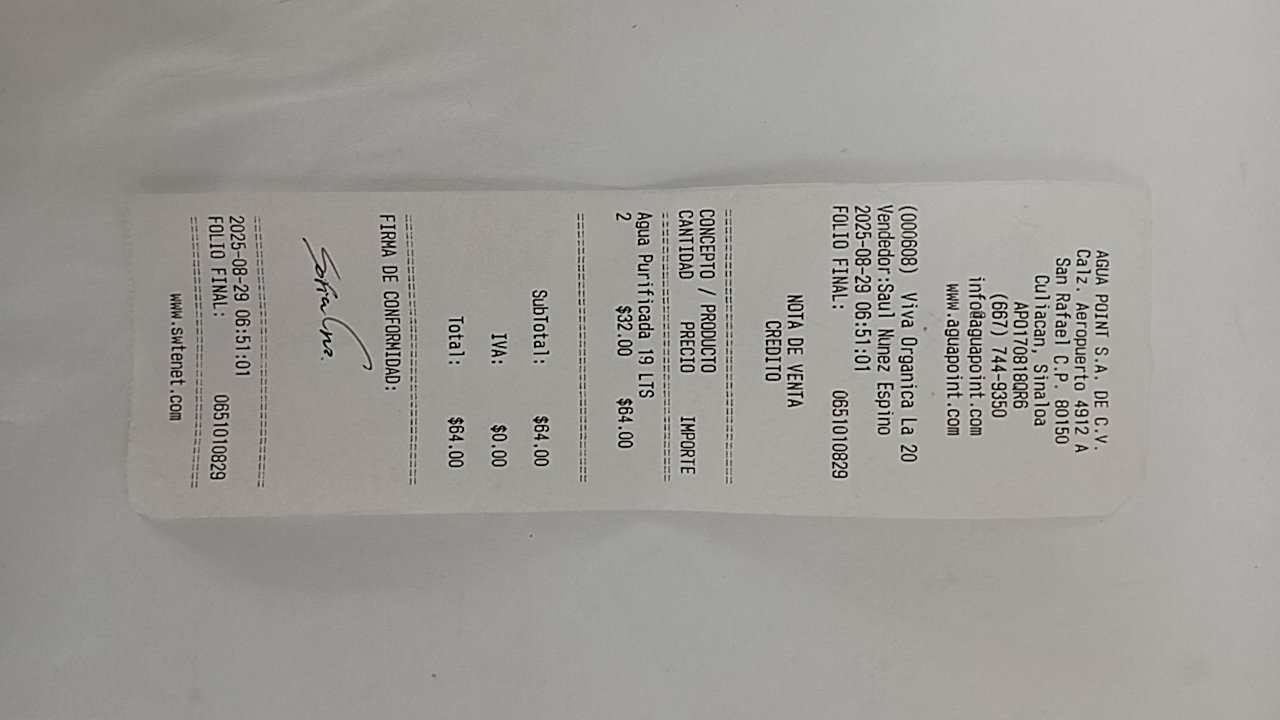 AGUA POINT S.A. DE C.V.
Calz. Aeropuerto 4912 A
San Rafael C.P. 80150
Culacan, Sinaloa
APO170818QR6
(667) 744-9350
info@aguapoint.com
www.aguapoint.com
(000608) Viva Organica La 20
Vendedor:Saul Nunez Espino
2025-08-29 06:51:01
FOLIO FINAL: 0651010829
NOTA DE VENTA
CREDITO
CONCEPTO / PRODUCTO
CANTIDAD PRECIO IMPORTE
Agua Purificada 19 LTS
2 $32.00 $64.00
SubTotal: $64.00
IVA: $0.00
Total: $64.00
FIRMA DE CONFORMIDAD:
2025-08-29 06:51:01
FOLIO FINAL: 0651010829
www.swtenet.com